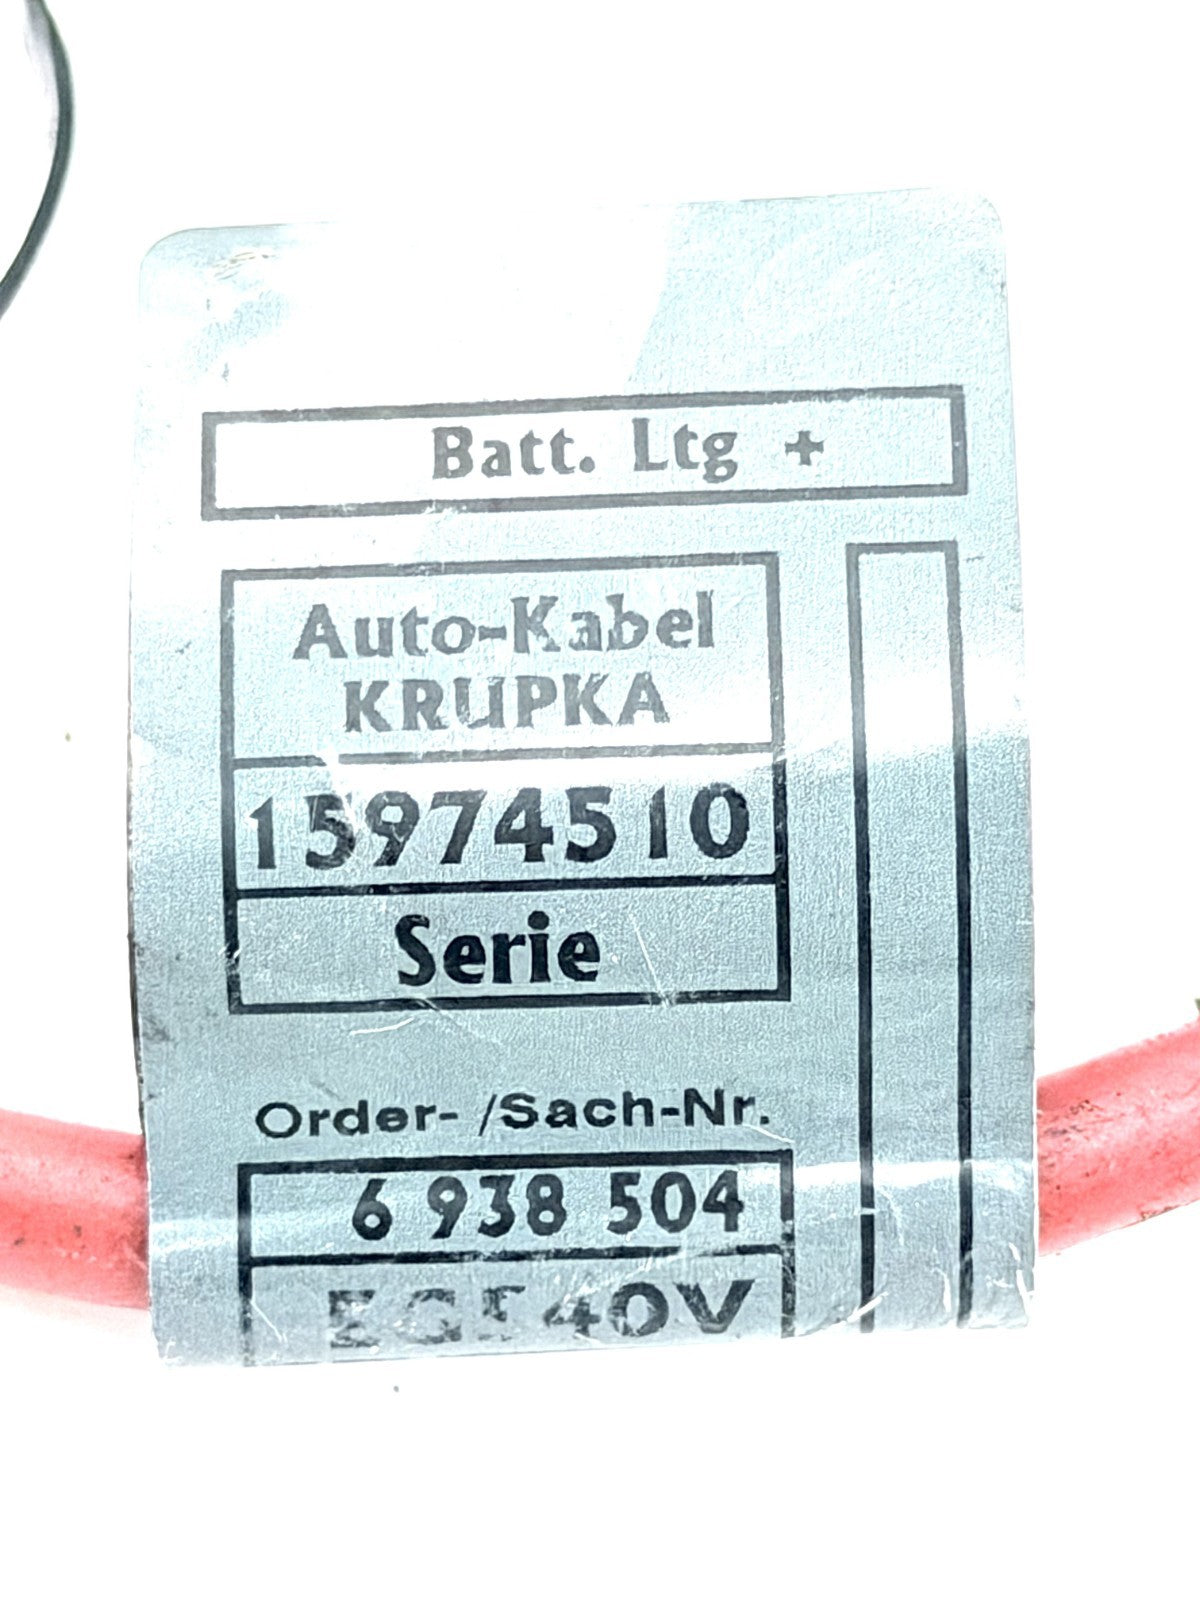 Batt. Ltg +
Auto-Kabel
KRUPKA
15974510
Serie
Order- /Sach-Nr.
6 938 504